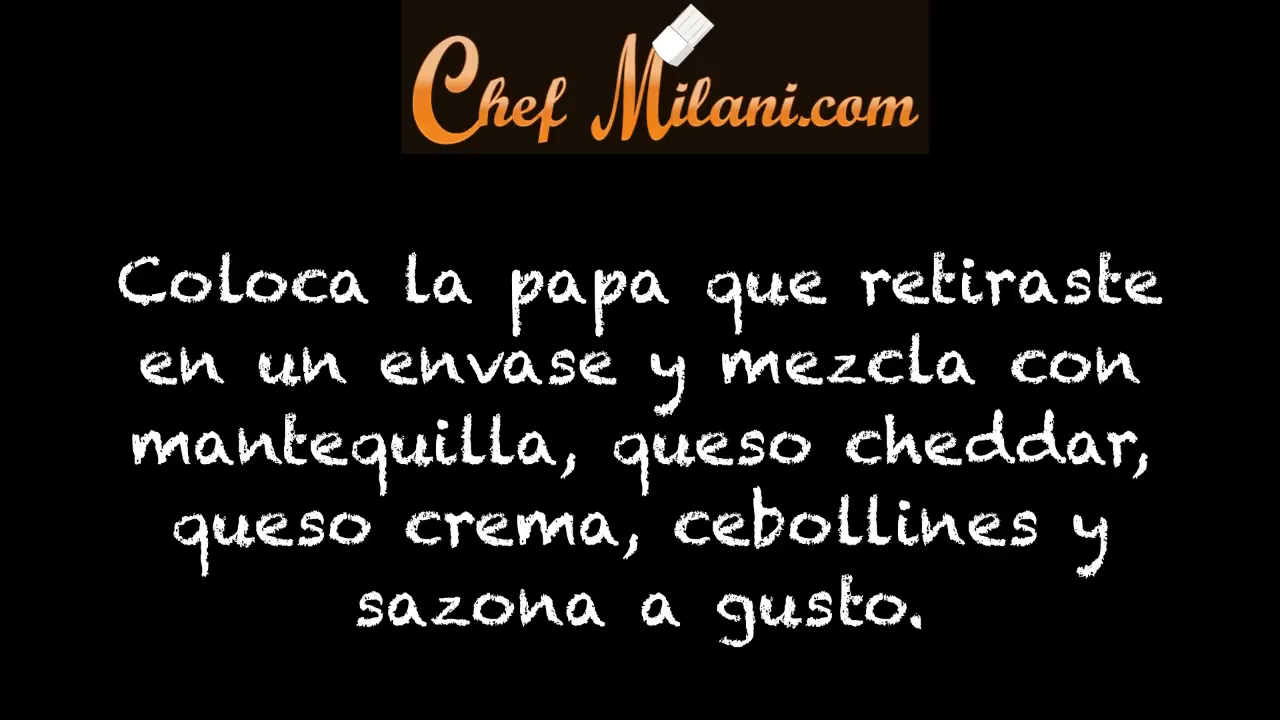 Chef Milani.com
Coloca la papa que retiraste
en un envase y mezcla con
mantequilla, queso cheddar,
queso crema, cebollines y
sazona a gusto.